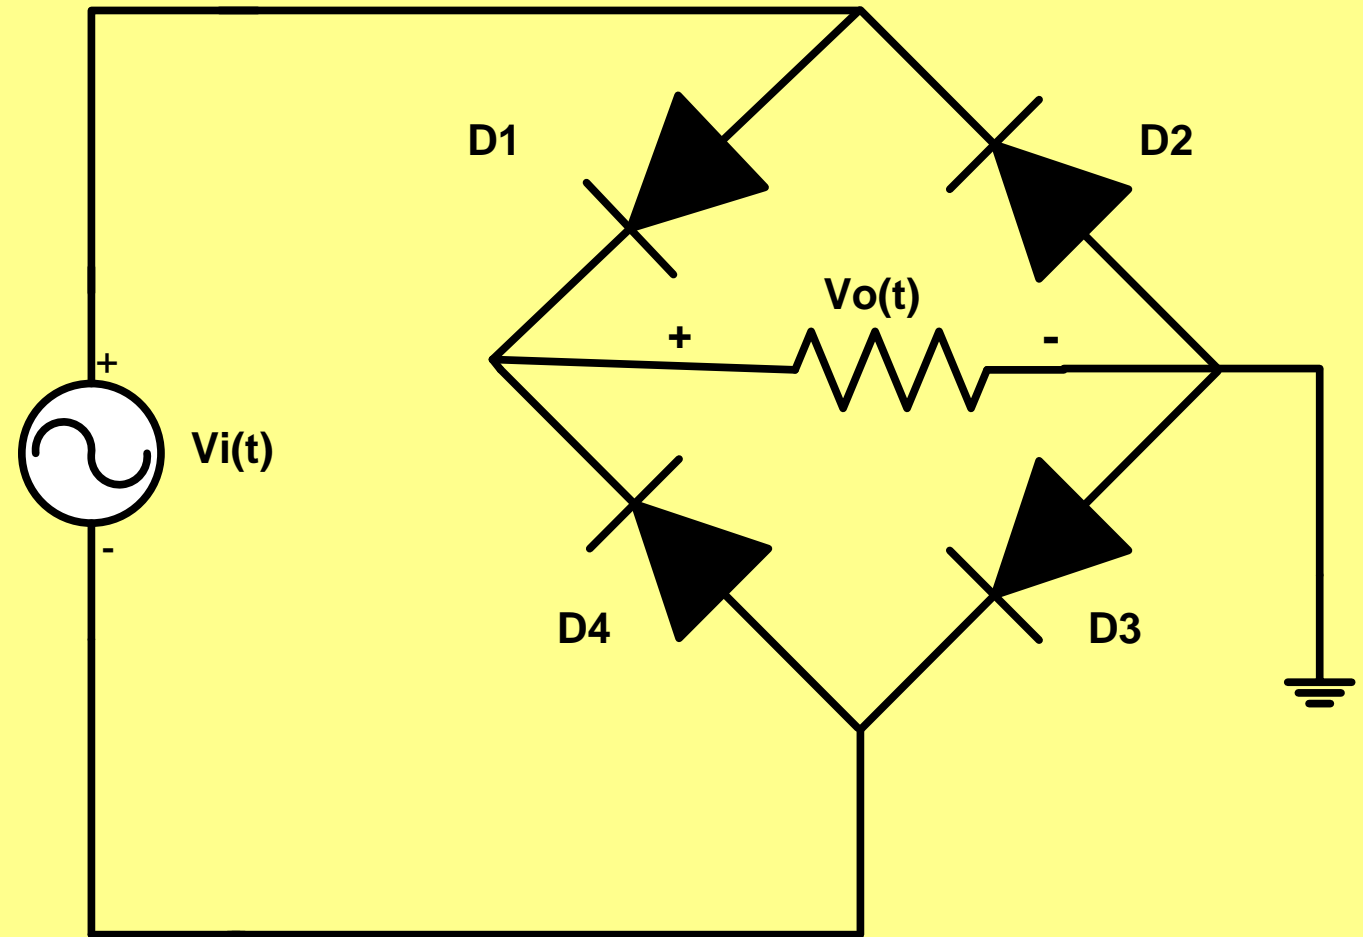 D1
D2
Vo(t)
+
-
+
Vi(t)
-
D4
D3